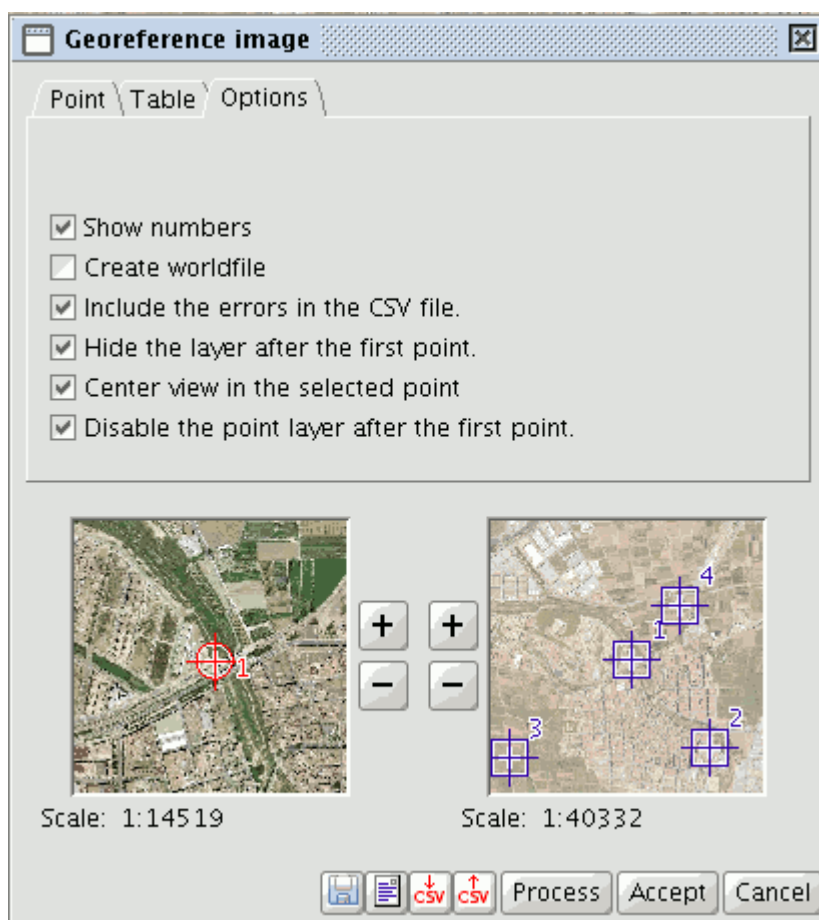 Georeference image
Point Table Options
Show numbers
Create worldfile
Include the errors in the CSV file.
Hide the layer after the first point.
Center view in the selected point
Disable the point layer after the first point.
4
1
1
2
3
+ +
− −
Scale: 1:14519 Scale: 1:40332
CSV CSV Process Accept Cancel